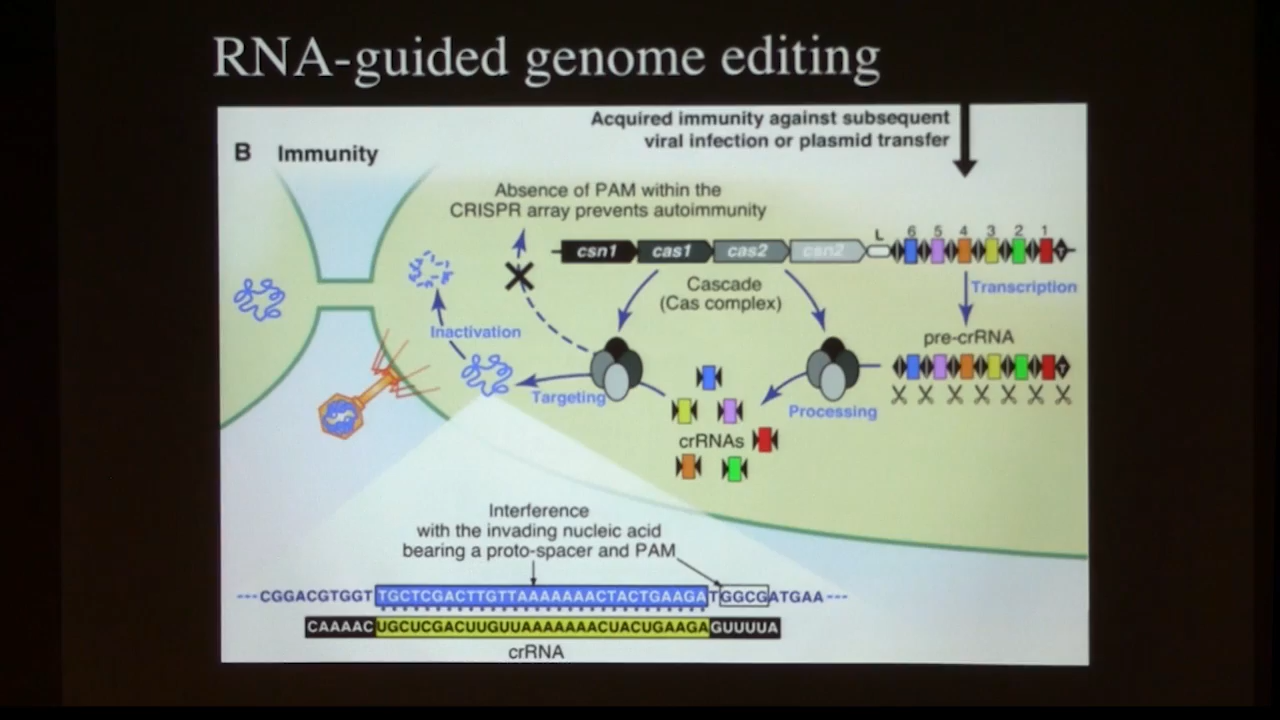 RNA-guided genome editing
Acquired immunity against subsequent
viral infection or plasmid transfer
B Immunity
Absence of PAM within the
CRISPR array prevents autoimmunity
csn1 cas1 cas2 csn2 L 6 5 4 3 2 1 T
Cascade
(Cas complex)
Transcription
pre-crRNA
T
Inactivation
Targeting
Processing
crRNAs
Interference
with the invading nucleic acid
bearing a proto-spacer and PAM
---CGGACGTGGT TGCTCGACTTGTTAAAAAAACTACTGAAGA TGGCGATGAA---
CAAAAC UGCUCGACUUGUUAAAAAAACUACUGAAGA GUUUUA
crRNA